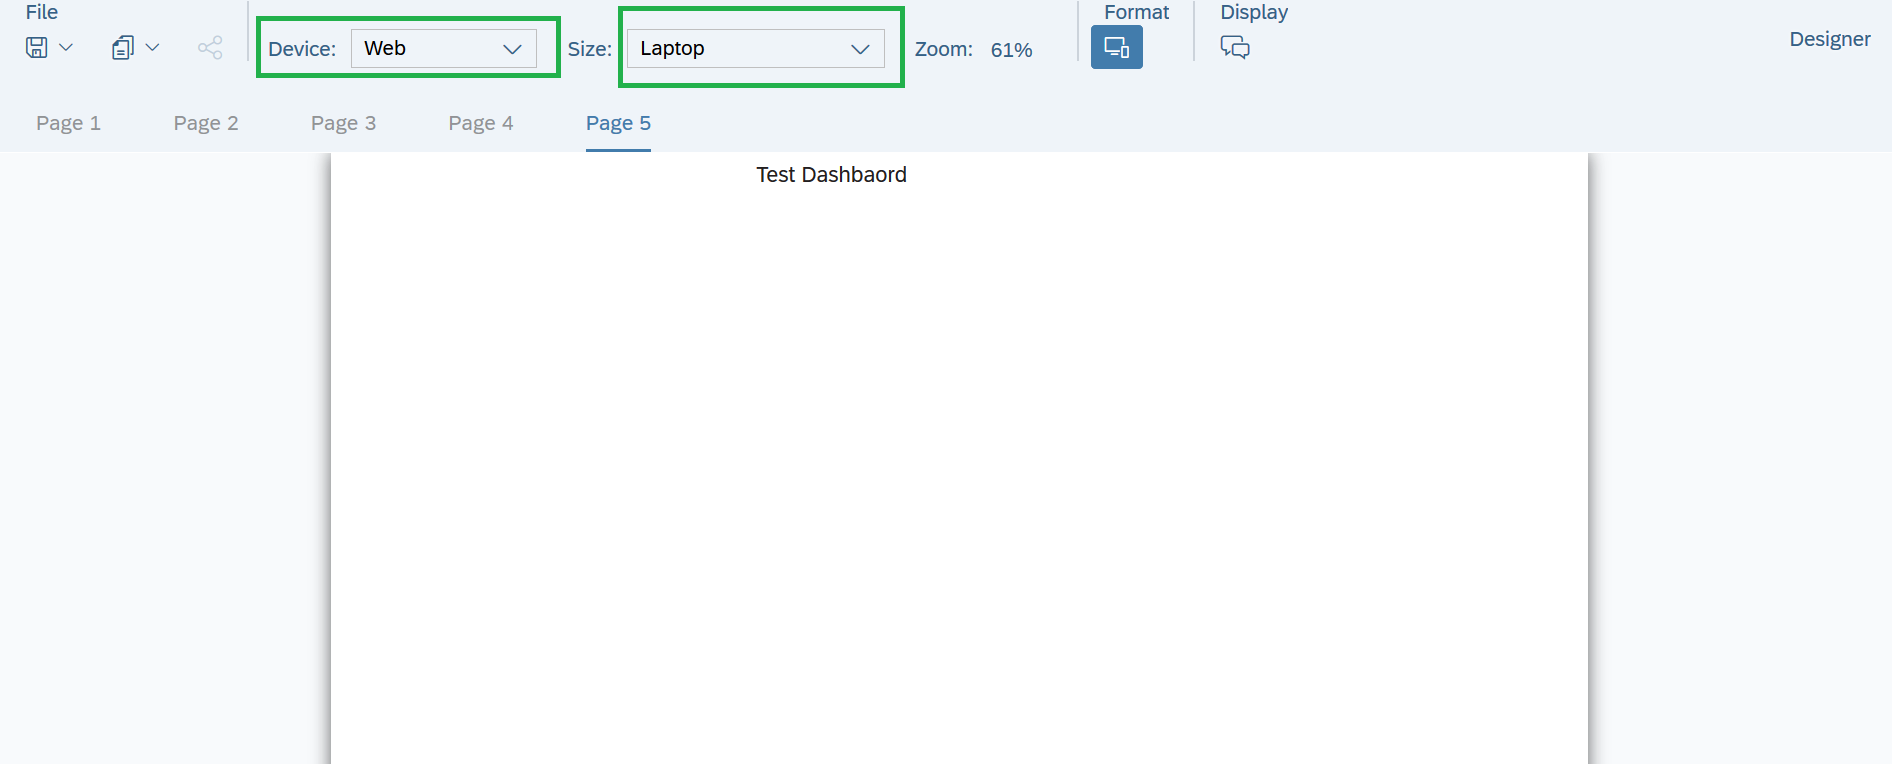 File
Format
Display
Device: Web
Size: Laptop
Zoom: 61%
Designer
Page 1
Page 2
Page 3
Page 4
Page 5
Test Dashbaord